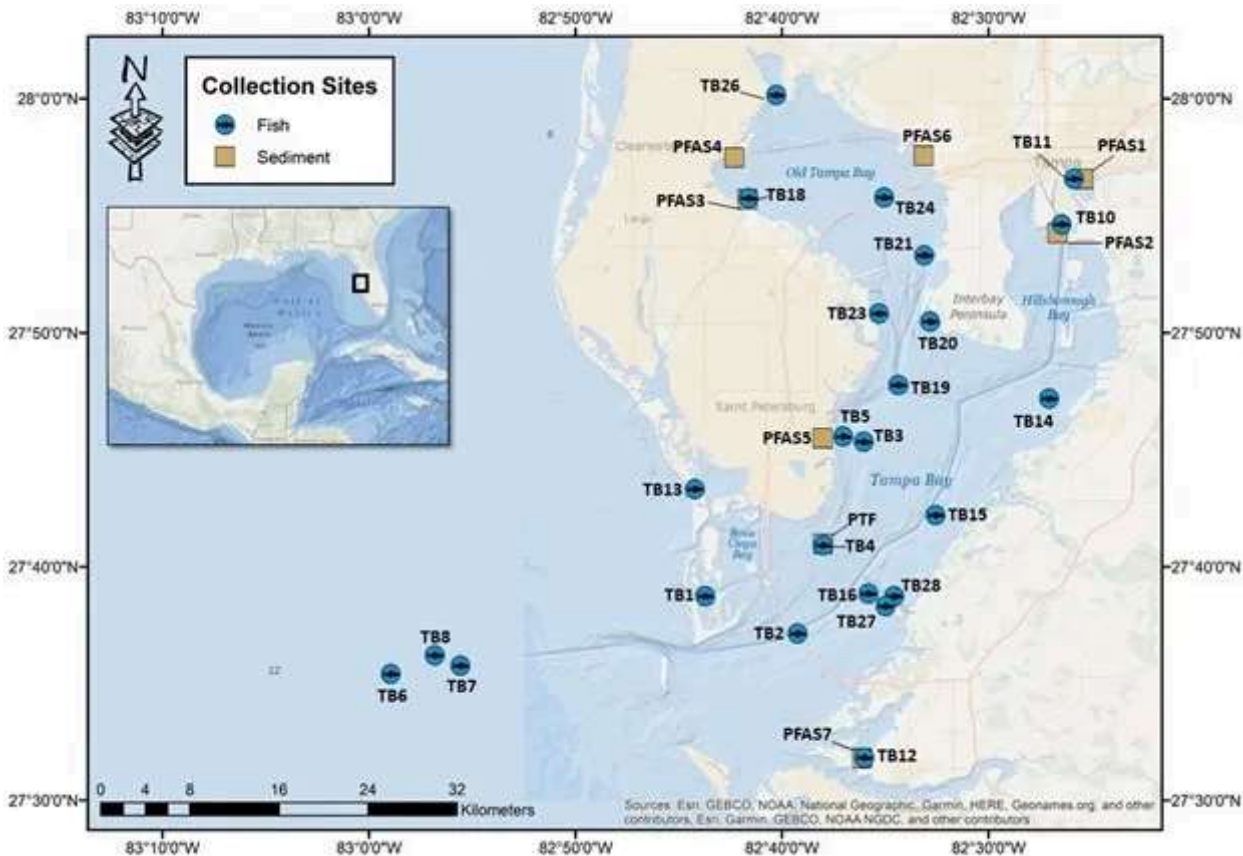 83°10'0"W 83°0'0"W 82°50'0"W 82°40'0"W 82°30'0"W
N
Collection Sites
Fish
Sediment
28°0'0"N
28°0'0"N
TB26
PFAS4
PFAS6
TB11
PFAS1
Old Tampa Bay
PFAS3
TB18
TB24
TB10
PFAS2
TB21
Interbay
Peninsula
Hillsborough
Bay
TB23
TB20
27°50'0"N
27°50'0"N
TB19
TB14
Saint Petersburg
TB5
PFAS5
TB3
Tampa Bay
TB13
TB15
PTF
TB4
Boca
Ciega
Bay
27°40'0"N
27°40'0"N
TB1
TB16
TB28
TB27
TB2
TB8
TB7
TB6
12
PFAS7
TB12
0 4 8 16 24 32
Kilometers
27°30'0"N
27°30'0"N
Sources: Esri, GEBCO, NOAA, National Geographic, Garmin, HERE, Geonames.org, and other
contributors, Esri, Garmin, GEBCO, NOAA NGDC, and other contributors
83°10'0"W 83°0'0"W 82°50'0"W 82°40'0"W 82°30'0"W